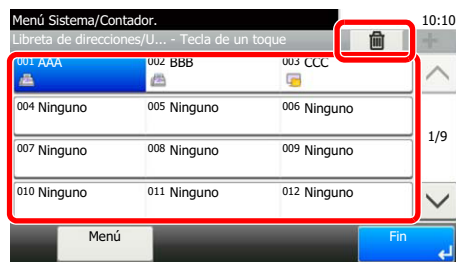 Menú Sistema/Contador. 10:10
Libreta de direcciones/U... - Tecla de un toque
001 AAA 002 BBB 003 CCC
004 Ninguno 005 Ninguno 006 Ninguno
1/9
007 Ninguno 008 Ninguno 009 Ninguno
010 Ninguno 011 Ninguno 012 Ninguno
Menú Fin